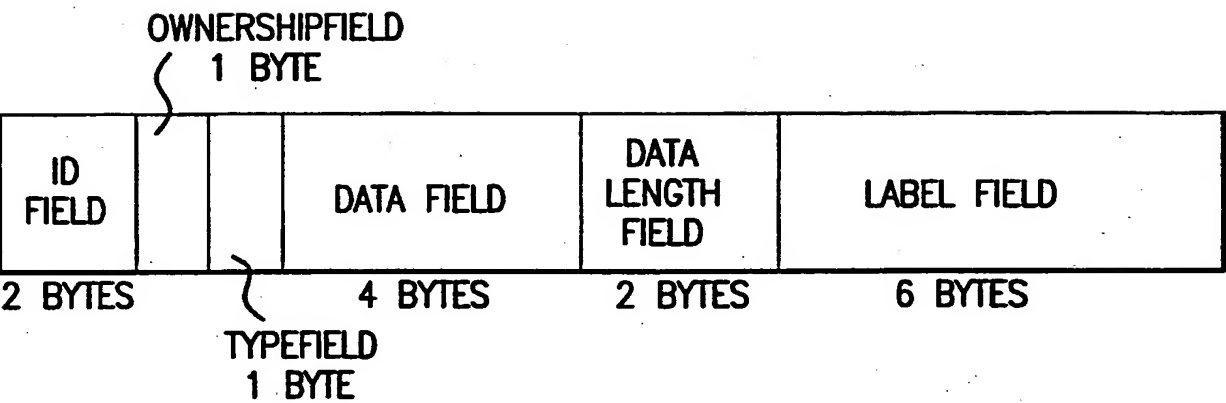 OWNERSHIPFIELD
1 BYTE
ID
FIELD
DATA FIELD
DATA
LENGTH
FIELD
LABEL FIELD
2 BYTES
4 BYTES
2 BYTES
6 BYTES
TYPEFIELD
1 BYTE